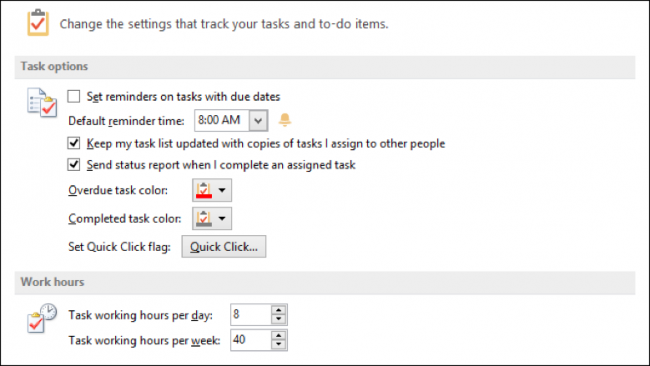 Change the settings that track your tasks and to-do items.
Task options
Set reminders on tasks with due dates
Default reminder time: 8:00 AM
Keep my task list updated with copies of tasks I assign to other people
Send status report when I complete an assigned task
Overdue task color:
Completed task color:
Set Quick Click flag: Quick Click...
Work hours
Task working hours per day: 8
Task working hours per week: 40